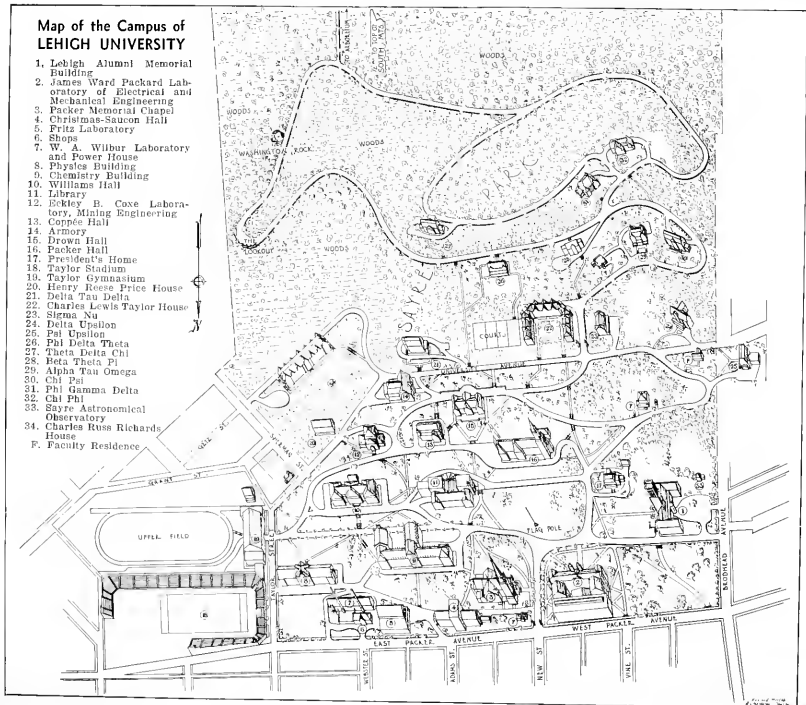 Map of the Campus of
LEHIGH UNIVERSITY
1, Lehigh Alumni Memorial
Building
2. James Ward Packard Lab-
oratory of Electrical and
Mechanical Engineering
3. Packer Memorial Chapel
4. Christmas-Saucon Hall
5. Fritz Laboratory
6. Shops
7. W. A. Wilbur Laboratory
and Power House
8. Physics Building
9. Chemistry Building
10. Williams Hall
11. Library
12. Eckley B. Coxe Labora-
tory, Mining Engineering
13. Coppée Hall
14. Armory
15. Drown Hall
16. Packer Hall
17. President's Home
18. Taylor Stadium
19. Taylor Gymnasium
20. Henry Reese Price House
21. Delta Tau Delta
22. Charles Lewis Taylor House
23. Sigma Nu
24. Delta Upsilon
25. Psi Upsilon
26. Phi Delta Theta
27. Theta Delta Chi
28. Beta Theta Pi
29. Alpha Tau Omega
30. Chi Psi
31. Phi Gamma Delta
32. Chi Phi
33. Sayre Astronomical
Observatory
34. Charles Russ Richards
House
F. Faculty Residence
N
TO TOP OF
SOUTH MTS
WOODS
WOODS
WASHINGTON ROCK
WOODS
THE
LOOKOUT
WOODS
SAYRE
PARK
COURT
UNIVERSITY AVENUE
GRANT ST.
UPPER FIELD
FLAG POLE
BRODHEAD
AVENUE
EAST PACKER AVENUE
WEST PACKER AVENUE
WEBSTER ST.
ADAMS ST.
NEW ST.
VINE ST.